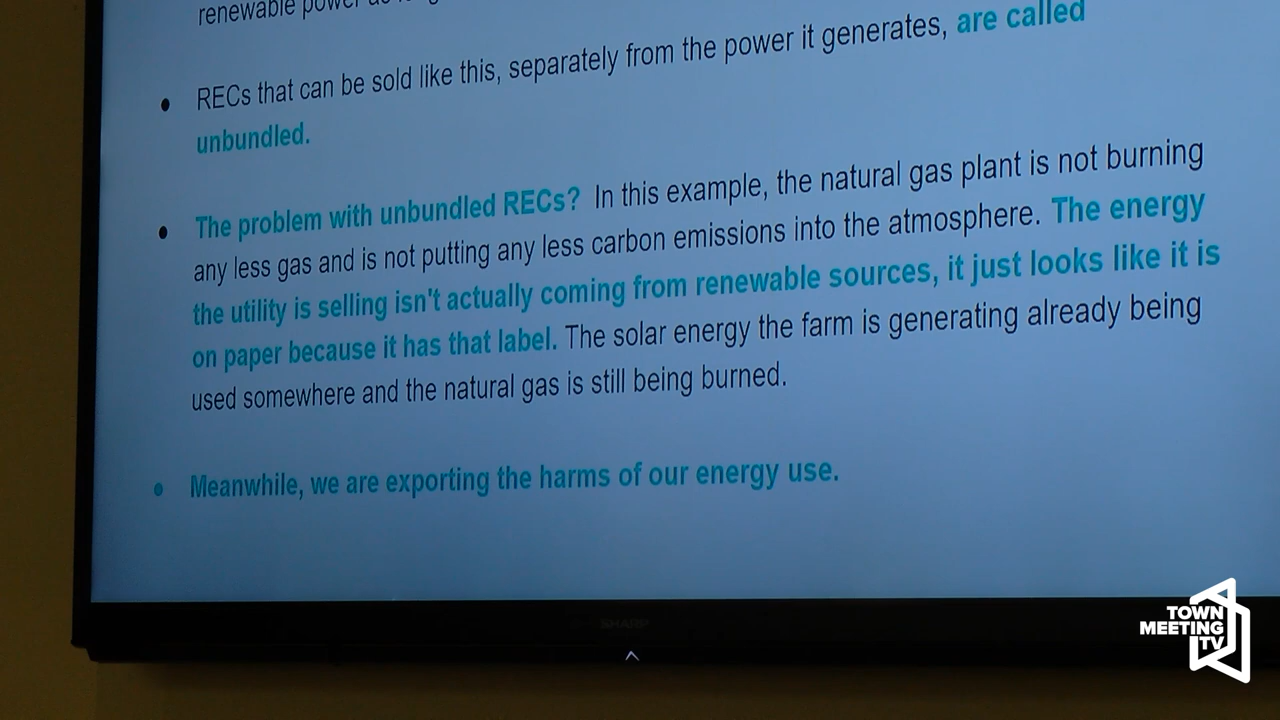 renewable power as
RECs that can be sold like this, separately from the power it generates, are called
unbundled.
The problem with unbundled RECs? In this example, the natural gas plant is not burning
any less gas and is not putting any less carbon emissions into the atmosphere. The energy
the utility is selling isn't actually coming from renewable sources, it just looks like it is
on paper because it has that label. The solar energy the farm is generating already being
used somewhere and the natural gas is still being burned.
Meanwhile, we are exporting the harms of our energy use.
SHARP
TOWN
MEETING
TV